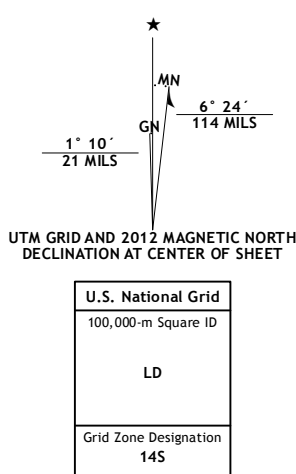 ★
MN
GN
6° 24´
114 MILS
1° 10´
21 MILS
UTM GRID AND 2012 MAGNETIC NORTH
DECLINATION AT CENTER OF SHEET
U.S. National Grid
100,000-m Square ID
LD
Grid Zone Designation
14S